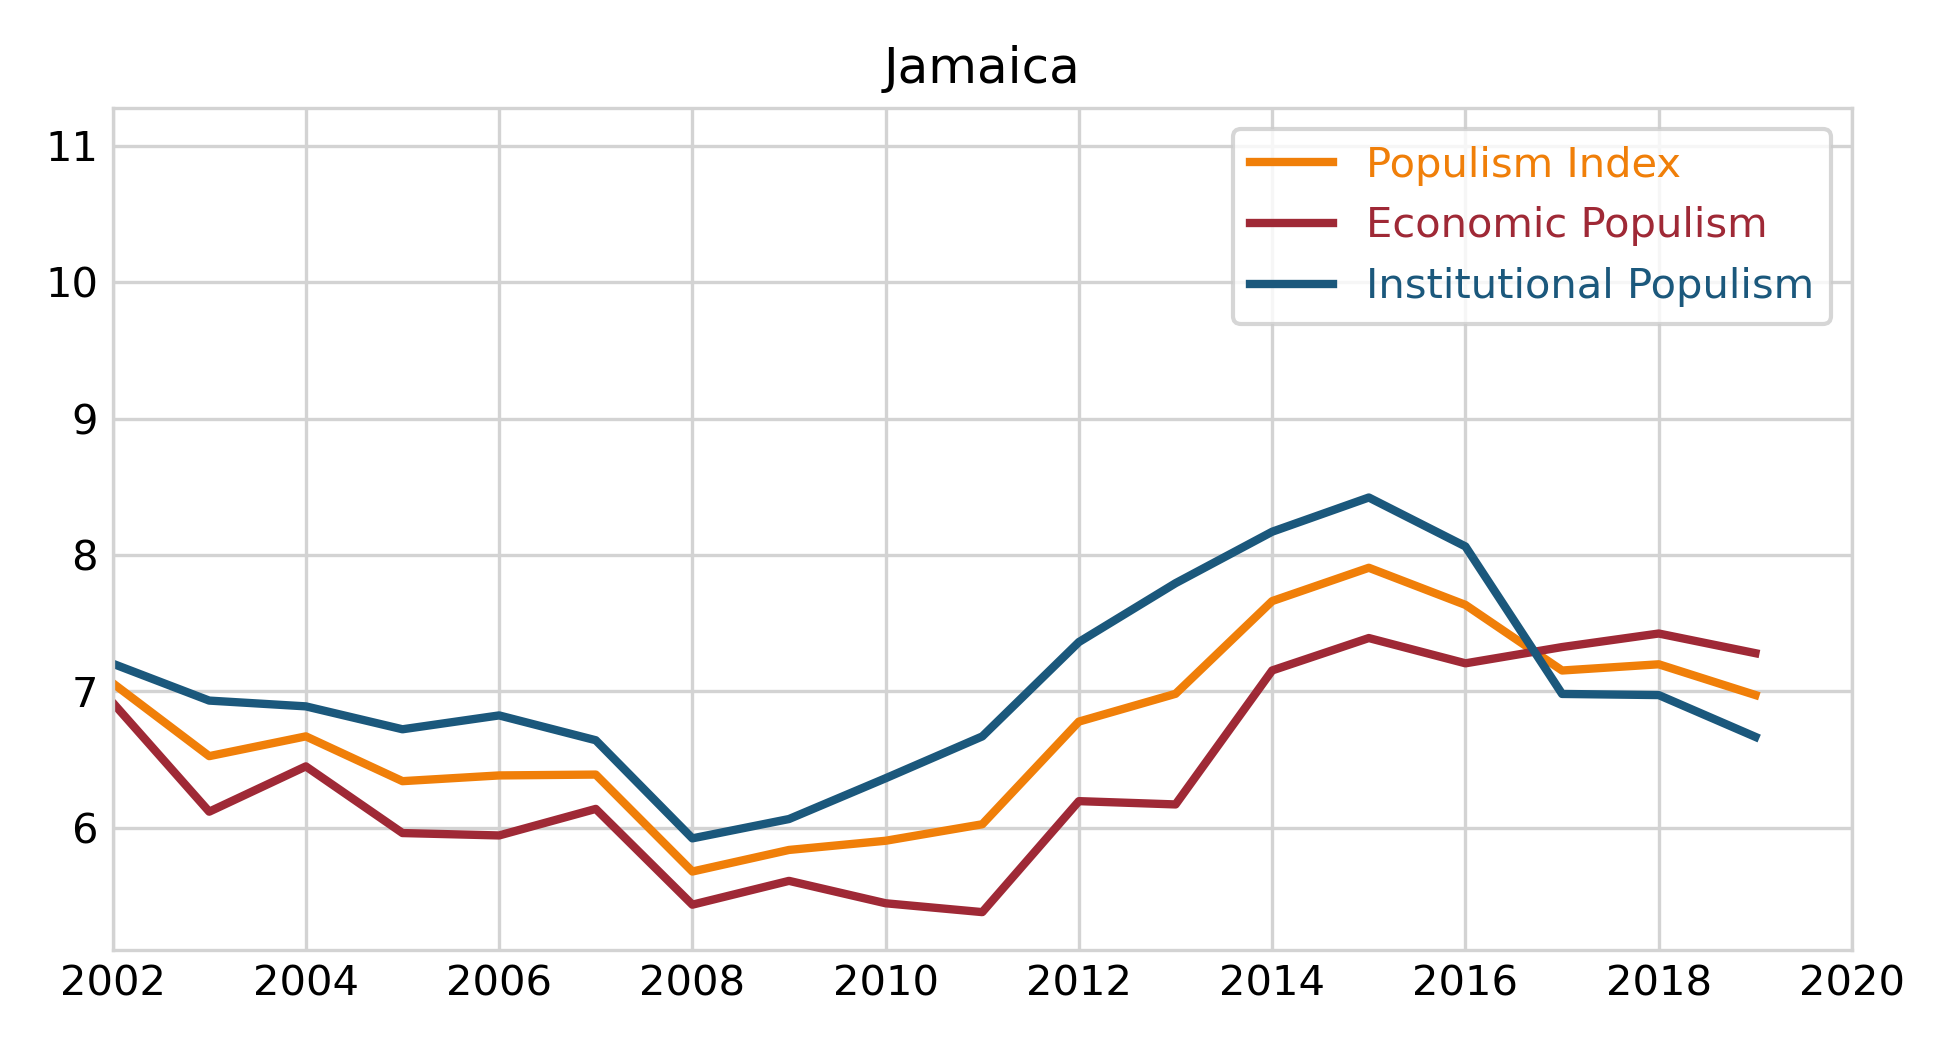 Jamaica
11
10
9
8
7
6
Populism Index
Economic Populism
Institutional Populism
2002 2004 2006 2008 2010 2012 2014 2016 2018 2020